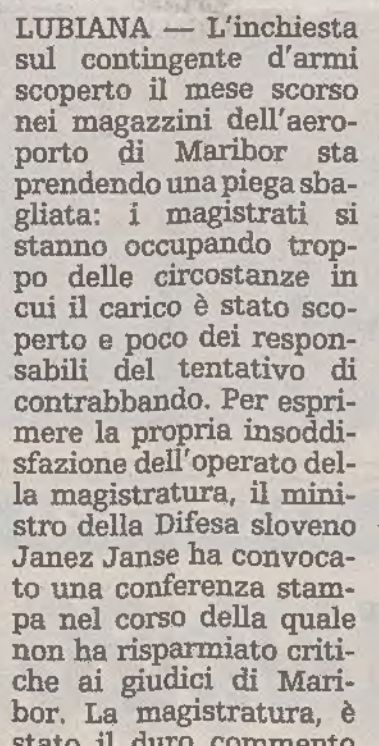 LUBIANA — L'inchiesta
sul contingente d'armi
scoperto il mese scorso
nei magazzini dell'aero-
porto di Maribor sta
prendendo una piega sba-
gliata: i magistrati si
stanno occupando trop-
po delle circostanze in
cui il carico è stato sco-
perto e poco dei respon-
sabili del tentativo di
contrabbando. Per espri-
mere la propria insoddi-
sfazione dell'operato del-
la magistratura, il mini-
stro della Difesa sloveno
Janez Janse ha convoca-
to una conferenza stam-
pa nel corso della quale
non ha risparmiato criti-
che ai giudici di Mari-
bor. La magistratura, è
stato il duro commento